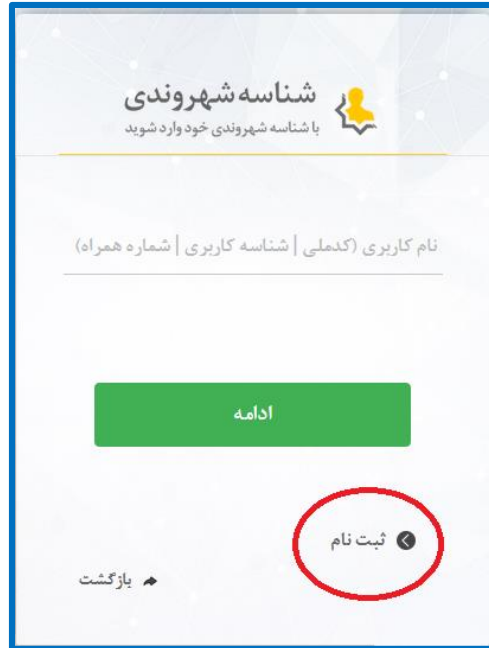 شناسه شهروندی
با شناسه شهروندی خود وارد شوید
نام کاربری (کدملی | شناسه کاربری | شماره همراه)
ادامه
ثبت نام
بازگشت